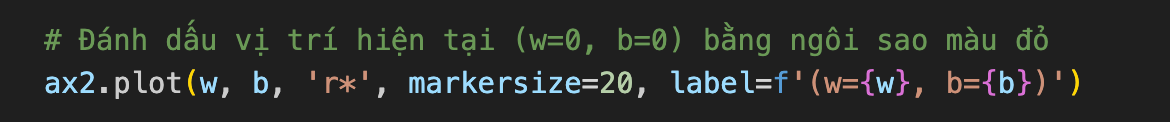 # Đánh dấu vị trí hiện tại (w=0, b=0) bằng ngôi sao màu đỏ
ax2.plot(w, b, 'r*', markersize=20, label=f'(w={w}, b={b})')